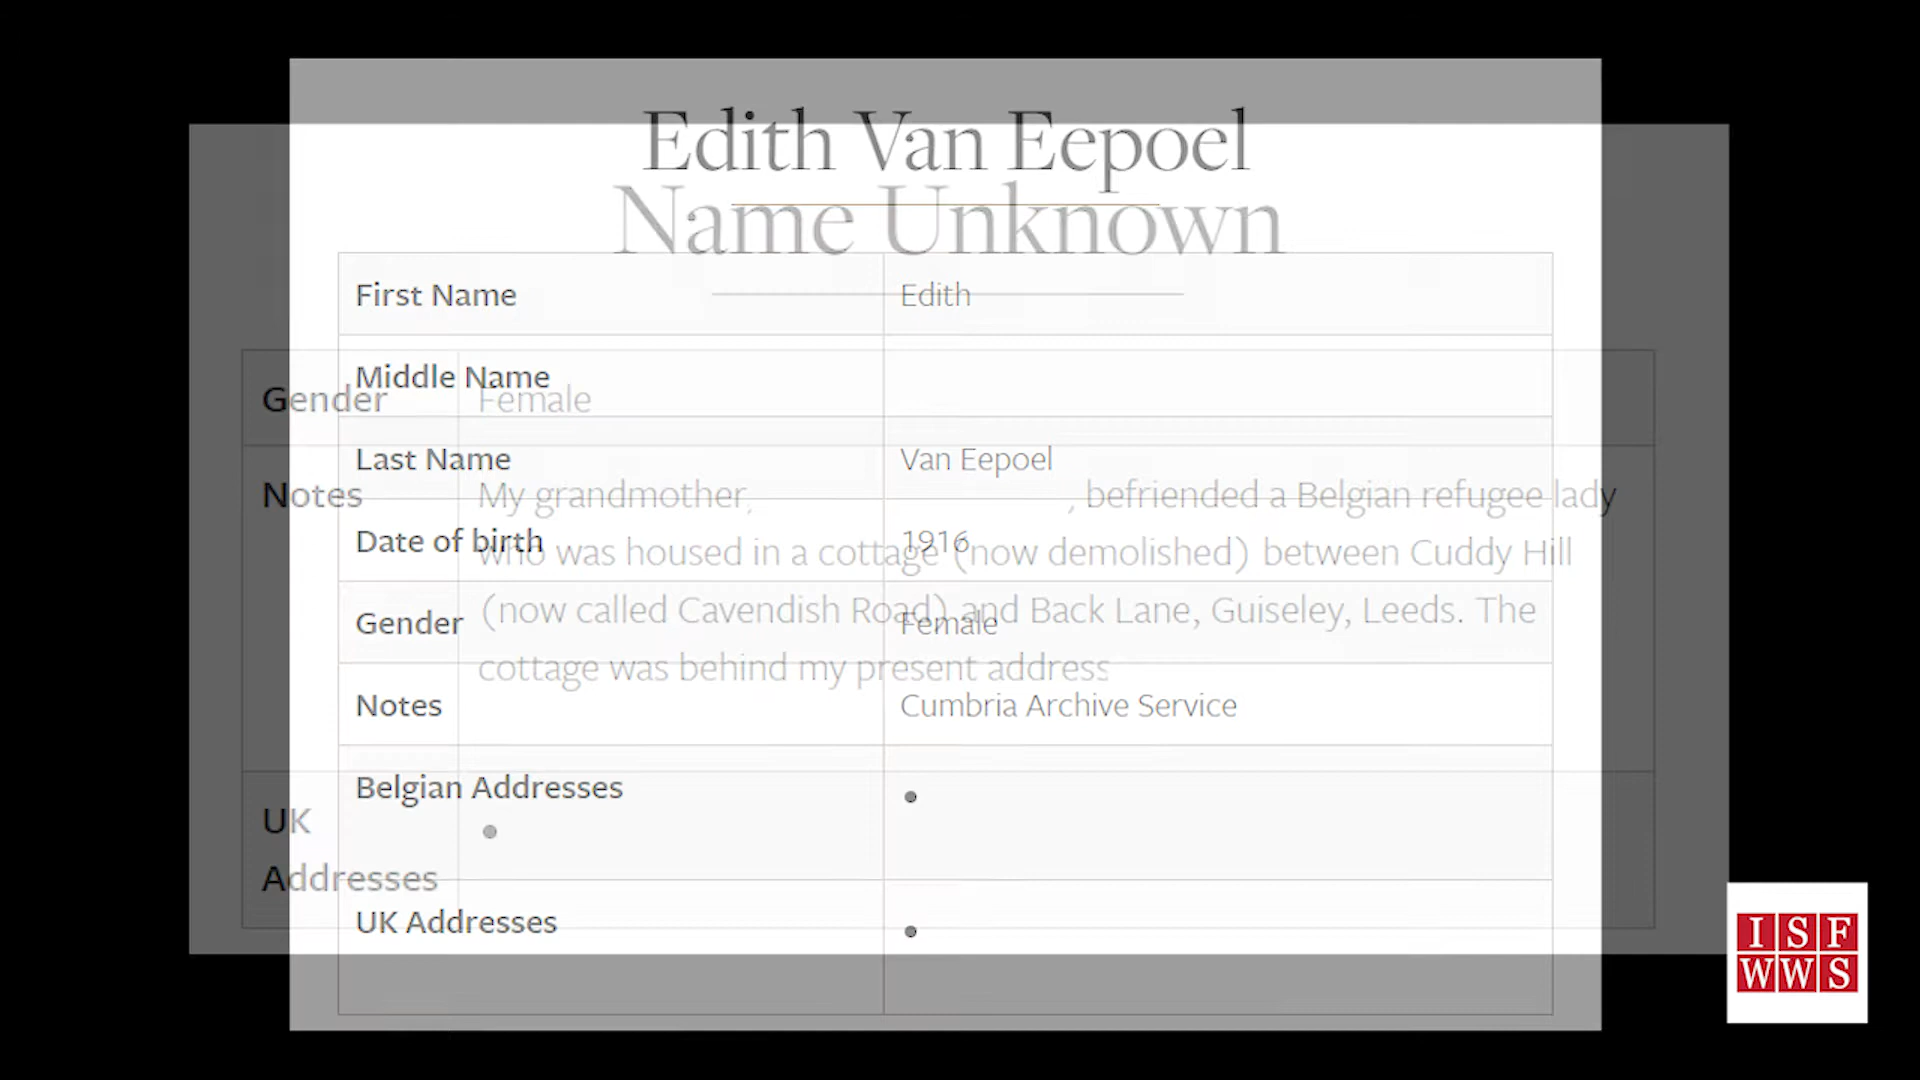 Edith Van Eepoel
First Name Edith
Middle Name
Last Name Van Eepoel
Date of birth 1916
Gender Female
Notes Cumbria Archive Service
Belgian Addresses
UK Addresses
Name Unknown
Gender Female
Notes My grandmother, , befriended a Belgian refugee lady
who was housed in a cottage (now demolished) between Cuddy Hill
(now called Cavendish Road) and Back Lane, Guiseley, Leeds. The
cottage was behind my present address
UK
Addresses
ISF
WWS